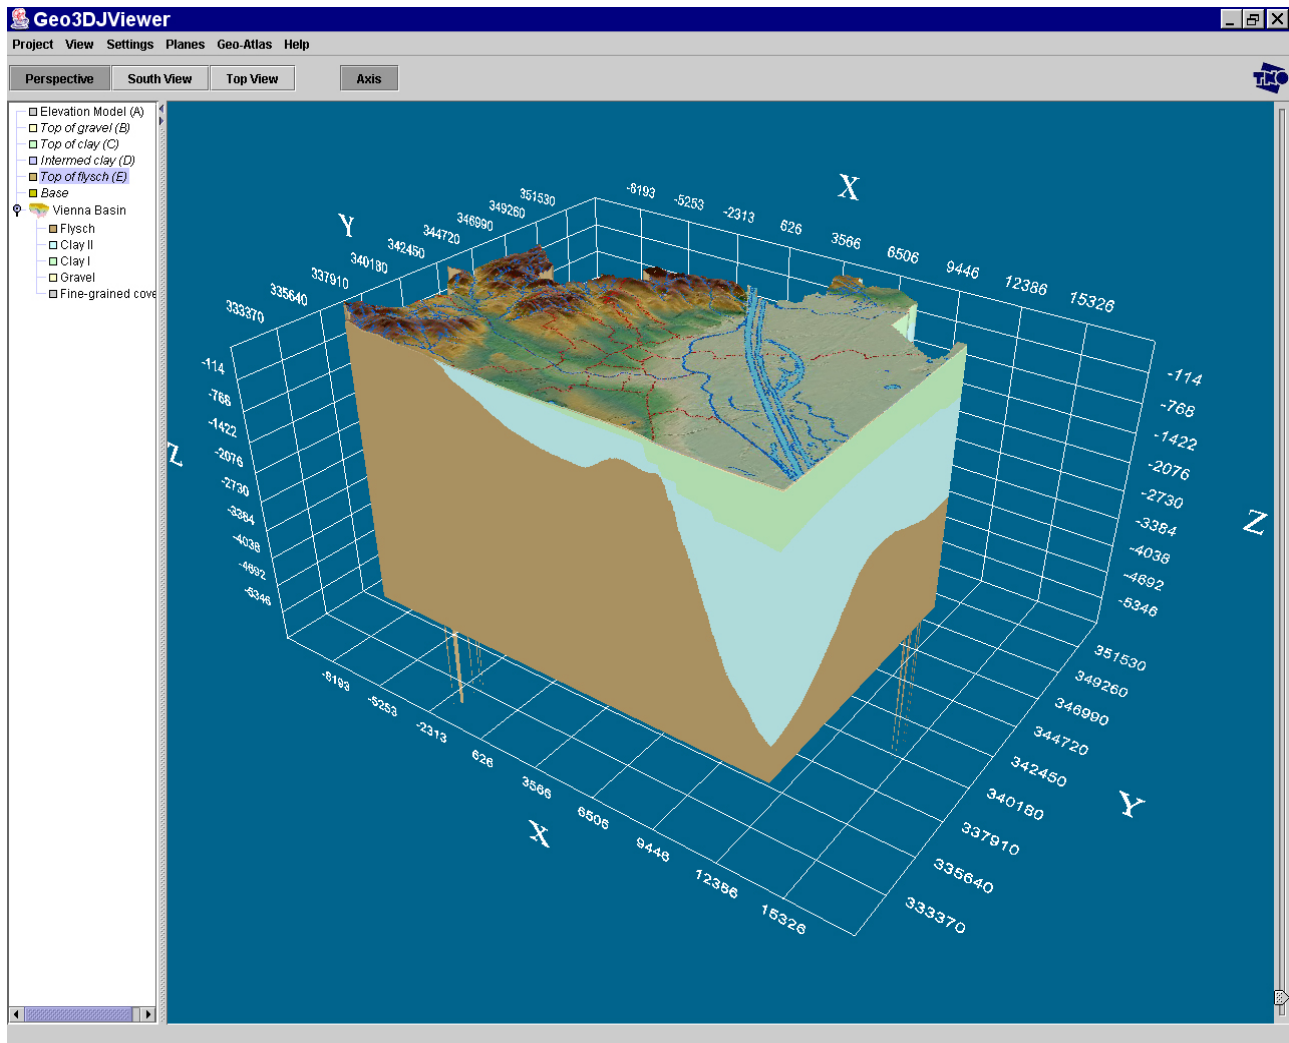 Geo3DJViewer
Project View Settings Planes Geo-Atlas Help
Perspective South View Top View Axis
TNO
Elevation Model (A)
Top of gravel (B)
Top of clay (C)
Intermed clay (D)
Top of flysch (E)
Base
Vienna Basin
Flysch
Clay II
Clay I
Gravel
Fine-grained cove
X
-8193
-5253
-2313
626
3566
6506
9446
12386
15326
Y
351530
349260
346990
344720
342450
340180
337910
335640
333370
Z
-114
-768
-1422
-2076
-2730
-3384
-4038
-4692
-5346
-114
-768
-1422
-2076
-2730
-3384
-4038
-4692
-5346
Z
-8193
-5253
-2313
626
3566
6506
9446
12386
15326
X
351530
349260
346990
344720
342450
340180
337910
335640
333370
Y